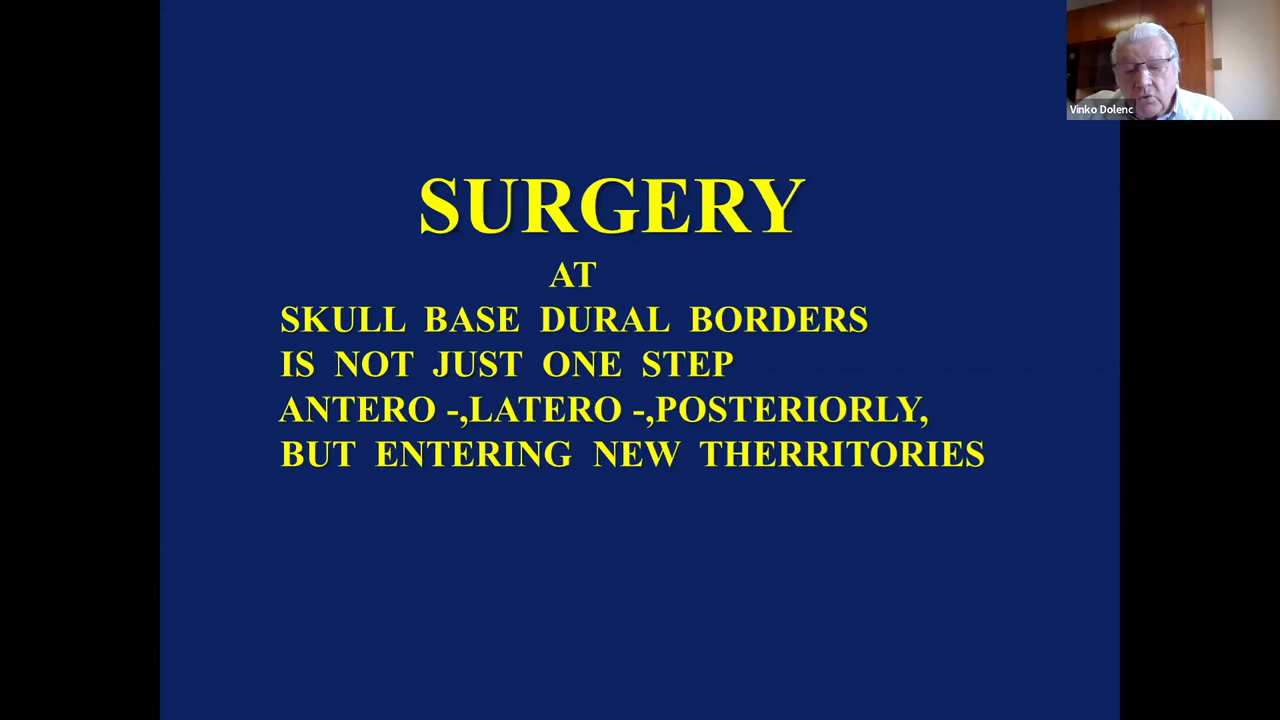 Vinko Dolenc
SURGERY
AT
SKULL BASE DURAL BORDERS
IS NOT JUST ONE STEP
ANTERO -,LATERO -,POSTERIORLY,
BUT ENTERING NEW THERRITORIES